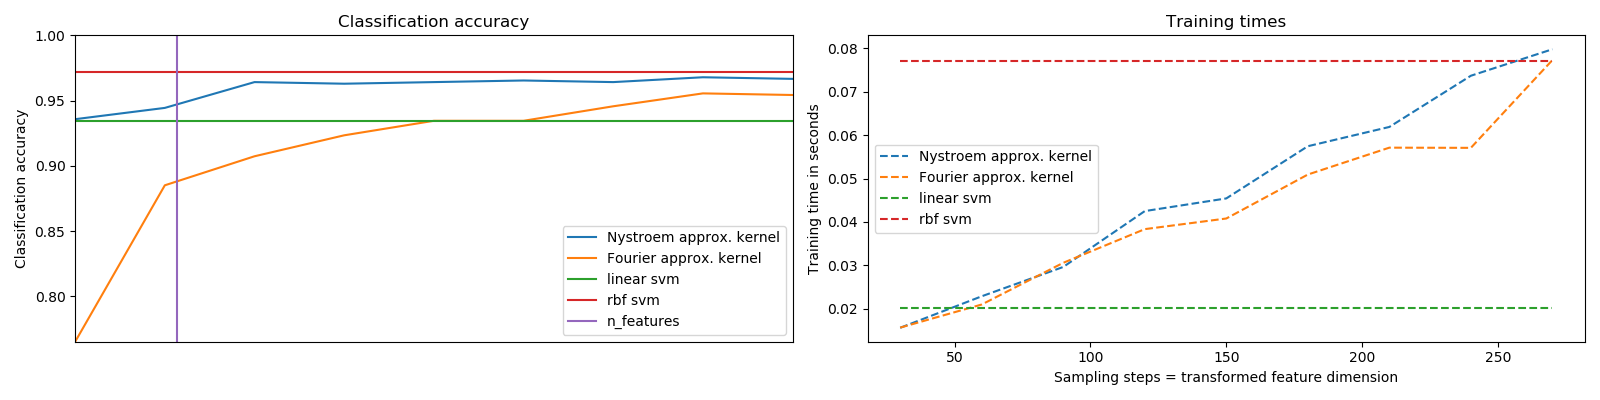 Classification accuracy
1.00
0.95
0.90
0.85
0.80
Classification accuracy
Nystroem approx. kernel
Fourier approx. kernel
linear svm
rbf svm
n_features
Training times
0.08
0.07
0.06
0.05
0.04
0.03
0.02
Training time in seconds
Nystroem approx. kernel
Fourier approx. kernel
linear svm
rbf svm
50 100 150 200 250
Sampling steps = transformed feature dimension